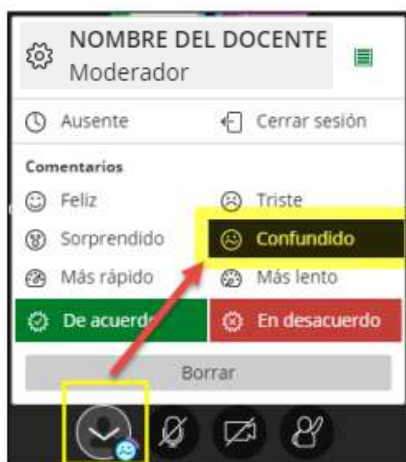 NOMBRE DEL DOCENTE
Moderador
Ausente Cerrar sesión
Comentarios
Feliz Triste
Sorprendido Confundido
Más rápido Más lento
De acuerdo En desacuerdo
Borrar